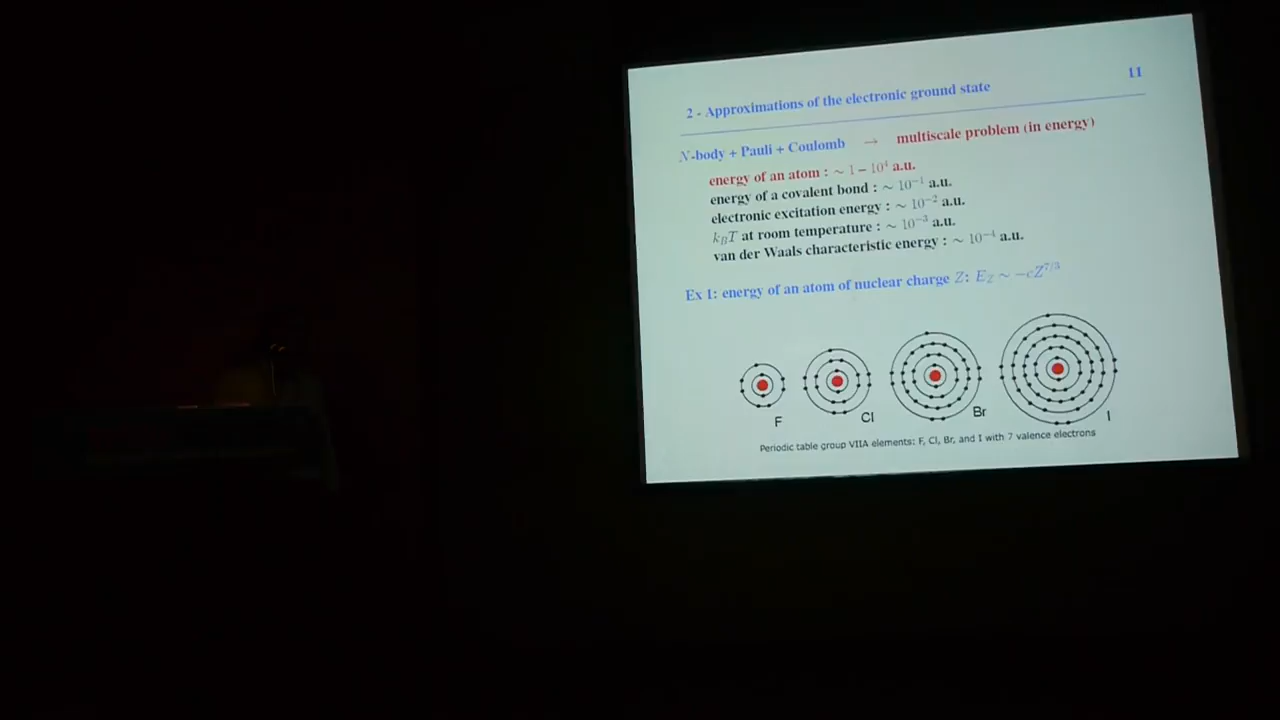 2 - Approximations of the electronic ground state
11
N-body + Pauli + Coulomb → multiscale problem (in energy)
energy of an atom : ∼ 1 − 10⁴ a.u.
energy of a covalent bond : ∼ 10⁻¹ a.u.
electronic excitation energy : ∼ 10⁻² a.u.
k_BT at room temperature : ∼ 10⁻³ a.u.
van der Waals characteristic energy : ∼ 10⁻⁴ a.u.
Ex 1: energy of an atom of nuclear charge Z: E_Z ∼ −cZ^{7/3}
F Cl Br I
Periodic table group VIIA elements: F, Cl, Br, and I with 7 valence electrons